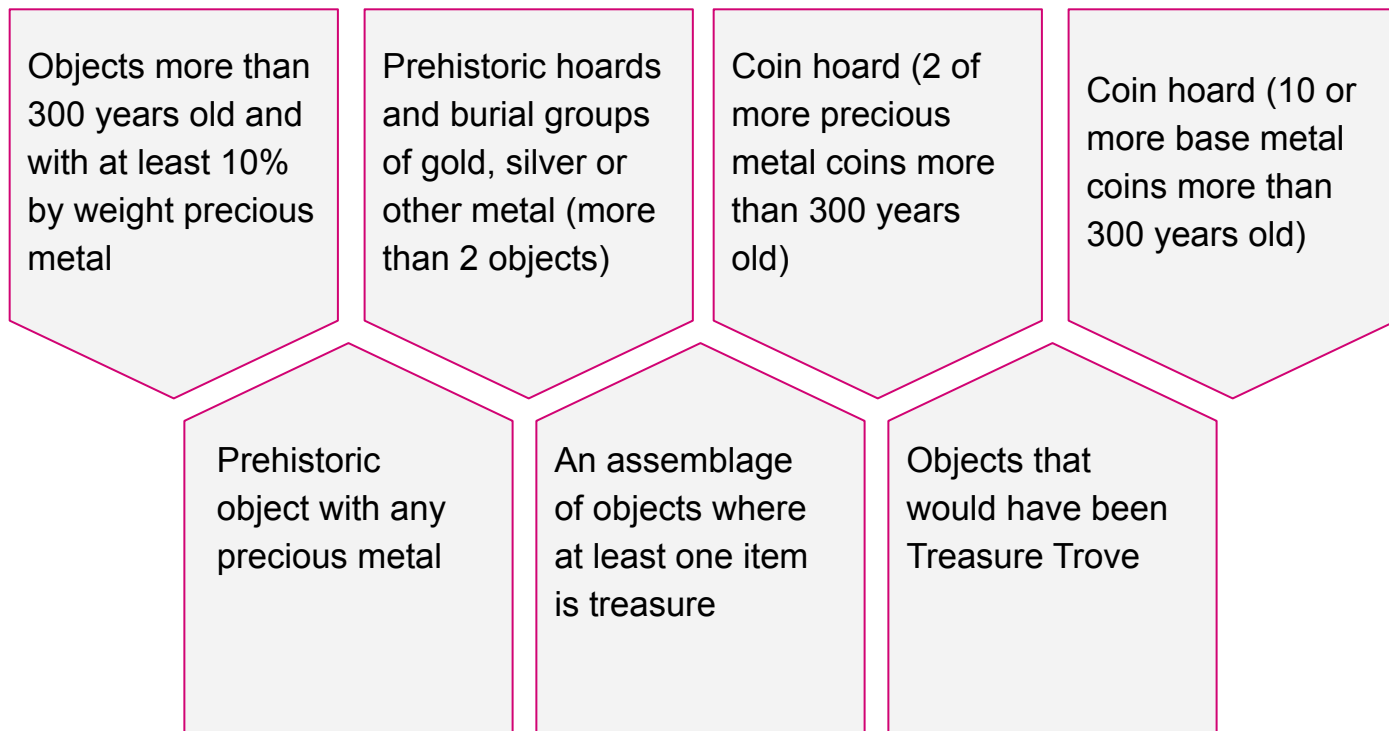 Objects more than
300 years old and
with at least 10%
by weight precious
metal
Prehistoric hoards
and burial groups
of gold, silver or
other metal (more
than 2 objects)
Coin hoard (2 of
more precious
metal coins more
than 300 years
old)
Coin hoard (10 or
more base metal
coins more than
300 years old)
Prehistoric
object with any
precious metal
An assemblage
of objects where
at least one item
is treasure
Objects that
would have been
Treasure Trove